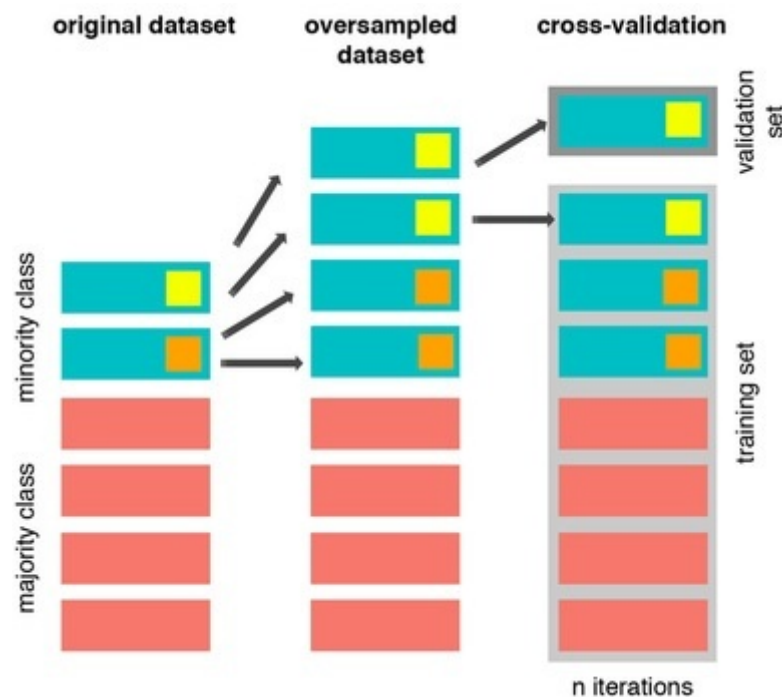 original dataset
oversampled
dataset
cross-validation
validation
set
minority class
majority class
training set
n iterations